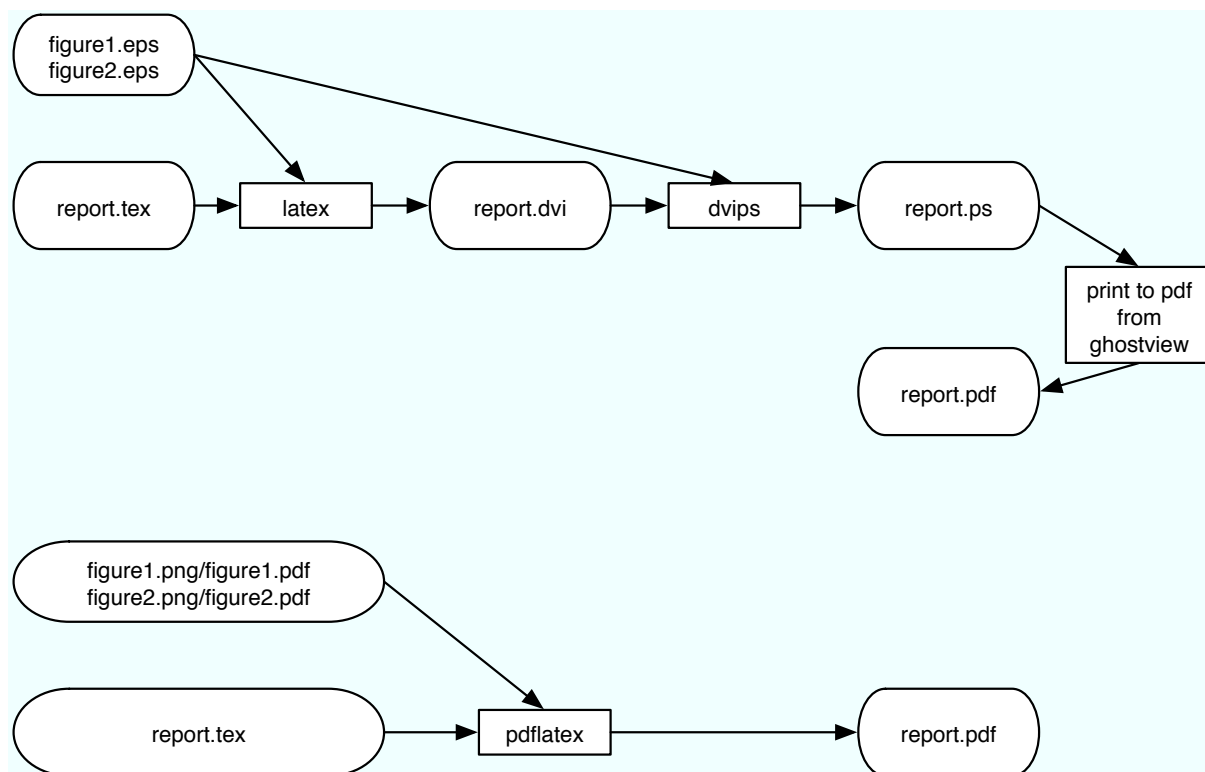 figure1.eps
figure2.eps
report.tex
latex
report.dvi
dvips
report.ps
print to pdf
from
ghostview
report.pdf
figure1.png/figure1.pdf
figure2.png/figure2.pdf
report.tex
pdflatex
report.pdf